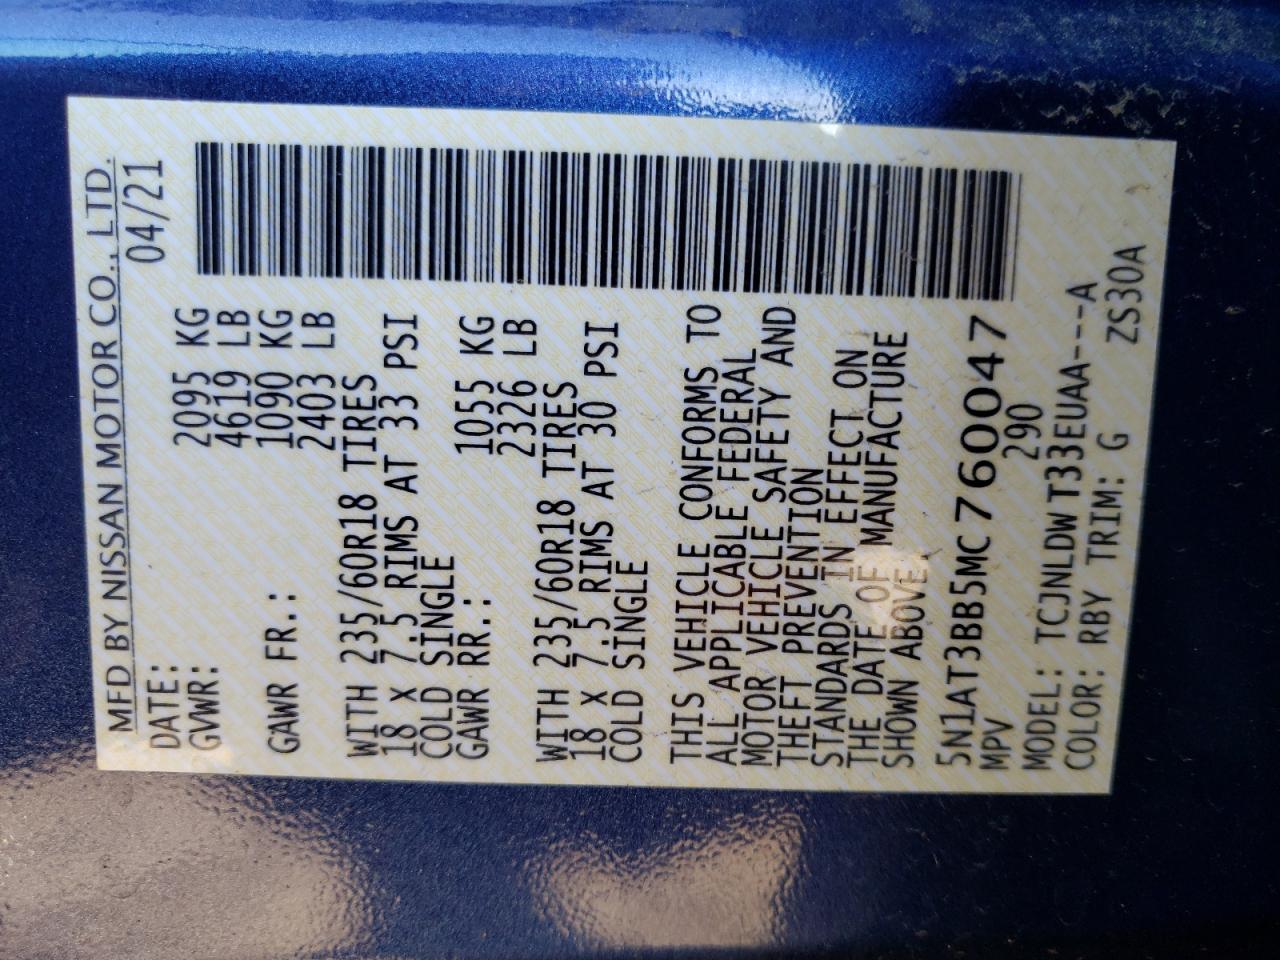 MFD BY NISSAN MOTOR CO., LTD.
DATE: 04/21
GVWR: 2095 KG
4619 LB
GAWR FR.: 1090 KG
2403 LB
WITH 235/60R18 TIRES
18 X 7.5 RIMS AT 33 PSI
COLD SINGLE
GAWR RR.: 1055 KG
2326 LB
WITH 235/60R18 TIRES
18 X 7.5 RIMS AT 30 PSI
COLD SINGLE
THIS VEHICLE CONFORMS TO
ALL APPLICABLE FEDERAL
MOTOR VEHICLE SAFETY AND
THEFT PREVENTION
STANDARDS IN EFFECT ON
THE DATE OF MANUFACTURE
SHOWN ABOVE.
5N1AT3BB5MC760047
MPV 290
MODEL: TCJNLDW T33EUAA---A
COLOR: RBY TRIM: G ZS30A